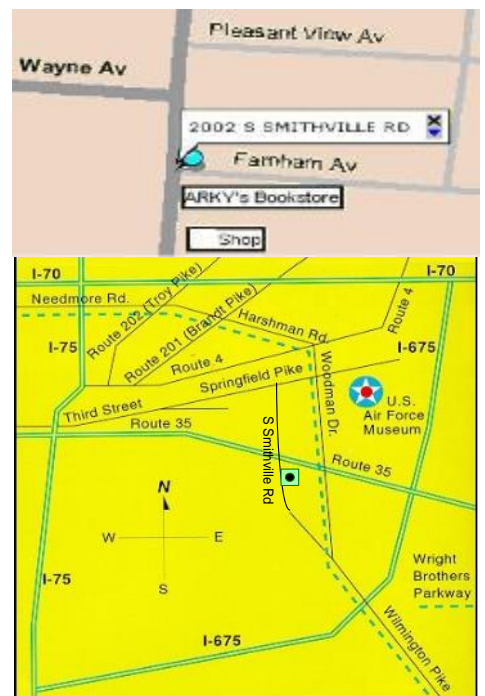 Pleasant View Av
Wayne Av
2002 S SMITHVILLE RD
Farnham Av
ARKY's Bookstore
Shop
I-70
I-70
Needmore Rd.
Route 202 (Troy Pike)
Route 201 (Brandt Pike)
Harshman Rd.
Route 4
I-75
Route 4
I-675
Springfield Pike
Woodman Dr.
Third Street
U.S.
Air Force
Museum
Route 35
S Smithville Rd
Route 35
N
W
E
S
Wright
Brothers
Parkway
I-75
Wilmington Pike
I-675